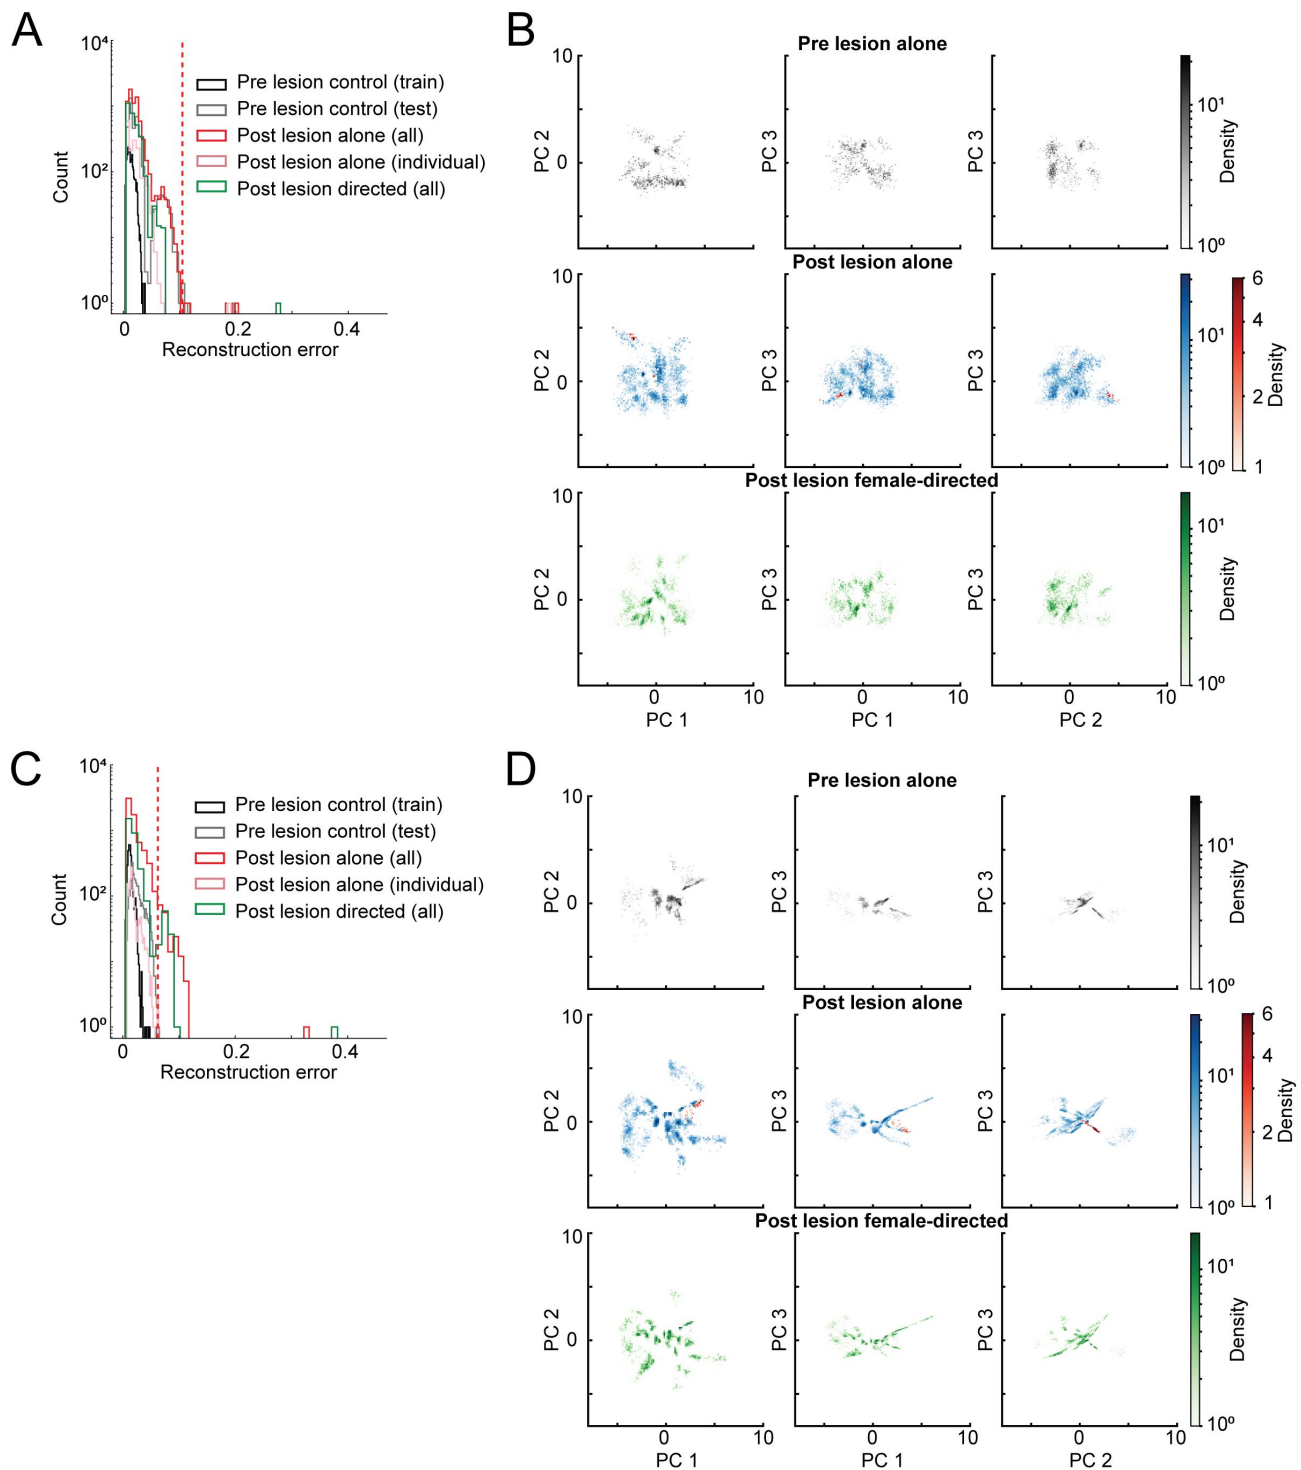 A
10⁴
10²
10⁰
Count
0
0.2
0.4
Reconstruction error
Pre lesion control (train)
Pre lesion control (test)
Post lesion alone (all)
Post lesion alone (individual)
Post lesion directed (all)
B
Pre lesion alone
10
0
PC 2
PC 3
PC 3
10¹
10⁰
Density
Post lesion alone
10
0
PC 2
PC 3
PC 3
10¹
10⁰
6
4
2
1
Density
Post lesion female-directed
10
0
PC 2
PC 3
PC 3
10¹
10⁰
Density
0 10 0 10 0 10
PC 1 PC 1 PC 2
C
10⁴
10²
10⁰
Count
0
0.2
0.4
Reconstruction error
Pre lesion control (train)
Pre lesion control (test)
Post lesion alone (all)
Post lesion alone (individual)
Post lesion directed (all)
D
Pre lesion alone
10
0
PC 2
PC 3
PC 3
10¹
10⁰
Density
Post lesion alone
10
0
PC 2
PC 3
PC 3
10¹
10⁰
6
4
2
1
Density
Post lesion female-directed
10
0
PC 2
PC 3
PC 3
10¹
10⁰
Density
0 10 0 10 0 10
PC 1 PC 1 PC 2